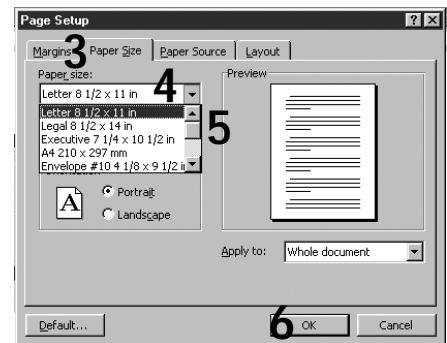 Page Setup
Margins 3 Paper Size Paper Source Layout
Paper size: Preview
Letter 8 1/2 x 11 in 4
Letter 8 1/2 x 11 in
Legal 8 1/2 x 14 in 5
Executive 7 1/4 x 10 1/2 in
A4 210 x 297 mm
Envelope #10 4 1/8 x 9 1/2 i
Orientation
A Portrait
Landscape
Apply to: Whole document
Default... 6 OK Cancel